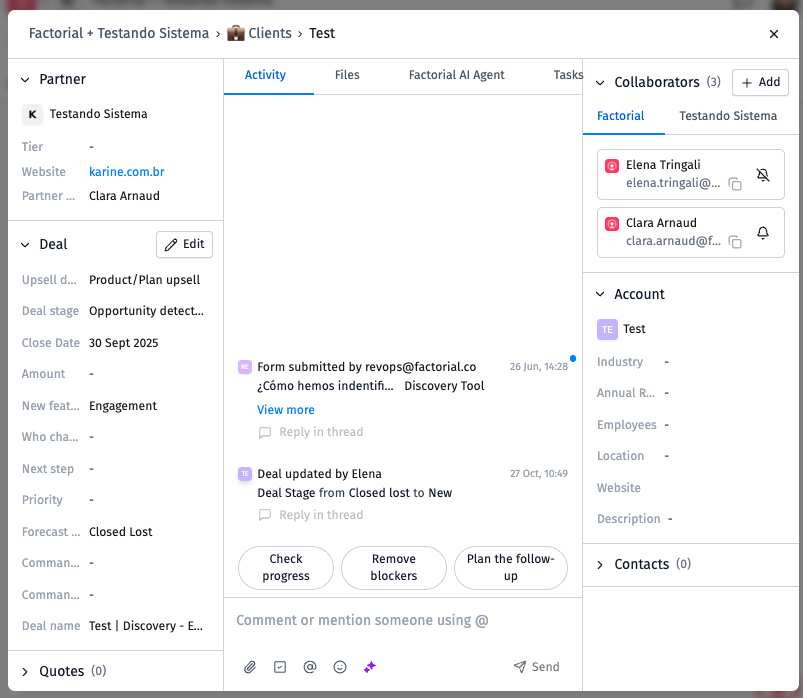 Factorial + Testando Sistema › 💼 Clients › Test
Partner
K Testando Sistema
Tier -
Website karine.com.br
Partner ... Clara Arnaud
Deal
Edit
Upsell d... Product/Plan upsell
Deal stage Opportunity detect...
Close Date 30 Sept 2025
Amount -
New feat... Engagement
Who cha... -
Next step -
Priority -
Forecast ... Closed Lost
Comman... -
Comman... -
Deal name Test | Discovery - E...
Quotes (0)
Activity Files Factorial AI Agent Tasks
RE Form submitted by revops@factorial.co 26 Jun, 14:28
¿Cómo hemos indentifi... Discovery Tool
View more
Reply in thread
TE Deal updated by Elena 27 Oct, 10:49
Deal Stage from Closed lost to New
Reply in thread
Check progress
Remove blockers
Plan the follow-up
Comment or mention someone using @
Send
Collaborators (3)
+ Add
Factorial Testando Sistema
Elena Tringali
elena.tringali@...
Clara Arnaud
clara.arnaud@f...
Account
TE Test
Industry -
Annual R... -
Employees -
Location -
Website
Description -
Contacts (0)